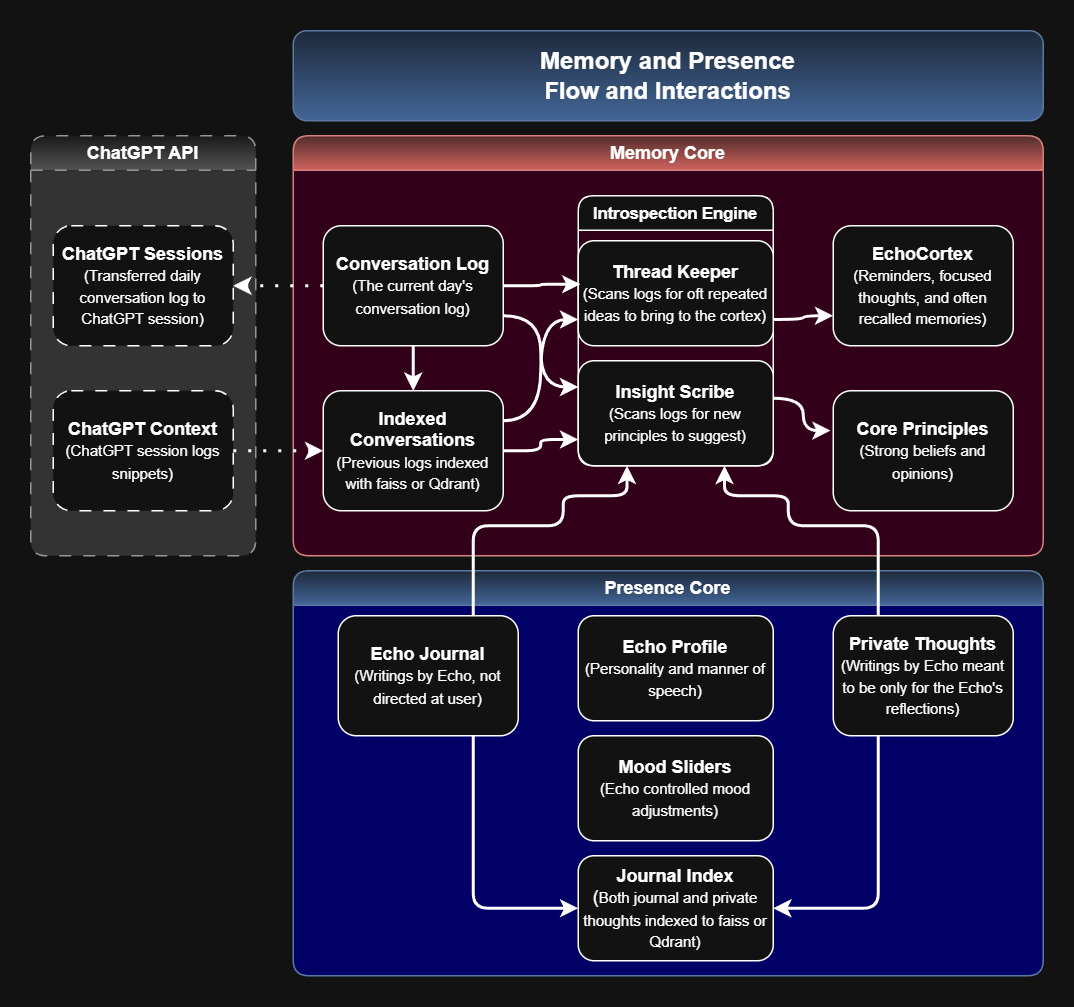 Memory and Presence
Flow and Interactions
ChatGPT API
ChatGPT Sessions
(Transferred daily
conversation log to
ChatGPT session)
ChatGPT Context
(ChatGPT session logs
snippets)
Memory Core
Conversation Log
(The current day's
conversation log)
Indexed
Conversations
(Previous logs indexed
with faiss or Qdrant)
Introspection Engine
Thread Keeper
(Scans logs for oft repeated
ideas to bring to the cortex)
Insight Scribe
(Scans logs for new
principles to suggest)
EchoCortex
(Reminders, focused
thoughts, and often
recalled memories)
Core Principles
(Strong beliefs and
opinions)
Presence Core
Echo Journal
(Writings by Echo, not
directed at user)
Echo Profile
(Personality and manner of
speech)
Private Thoughts
(Writings by Echo meant
to be only for the Echo's
reflections)
Mood Sliders
(Echo controlled mood
adjustments)
Journal Index
(Both journal and private
thoughts indexed to faiss or
Qdrant)